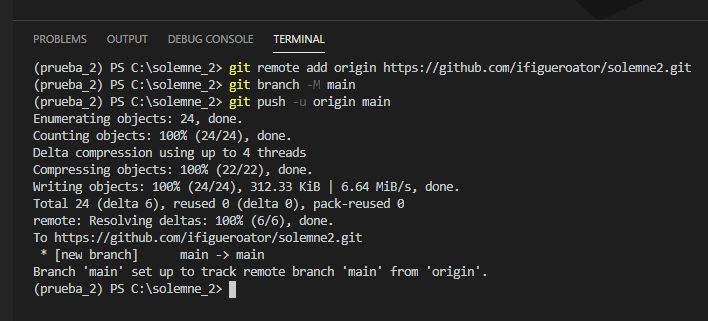 PROBLEMS OUTPUT DEBUG CONSOLE TERMINAL
(prueba_2) PS C:\solemne_2> git remote add origin https://github.com/ifigueroator/solemne2.git
(prueba_2) PS C:\solemne_2> git branch -M main
(prueba_2) PS C:\solemne_2> git push -u origin main
Enumerating objects: 24, done.
Counting objects: 100% (24/24), done.
Delta compression using up to 4 threads
Compressing objects: 100% (22/22), done.
Writing objects: 100% (24/24), 312.33 KiB | 6.64 MiB/s, done.
Total 24 (delta 6), reused 0 (delta 0), pack-reused 0
remote: Resolving deltas: 100% (6/6), done.
To https://github.com/ifigueroator/solemne2.git
 * [new branch]      main -> main
Branch 'main' set up to track remote branch 'main' from 'origin'.
(prueba_2) PS C:\solemne_2>